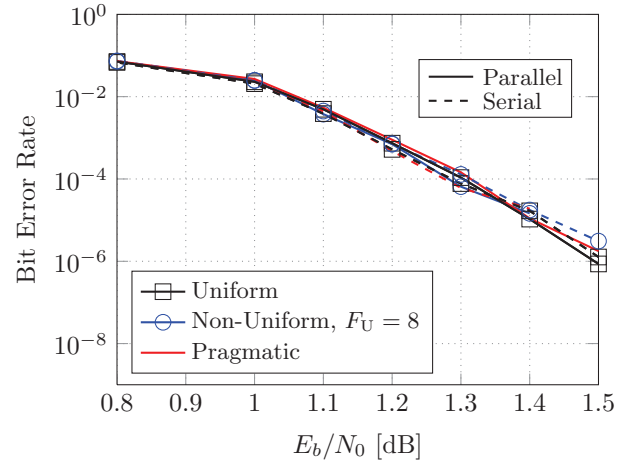 10^0
10^−2
10^−4
10^−6
10^−8
Bit Error Rate
Parallel
Serial
Uniform
Non-Uniform, F_U = 8
Pragmatic
0.8 0.9 1 1.1 1.2 1.3 1.4 1.5
E_b/N_0 [dB]